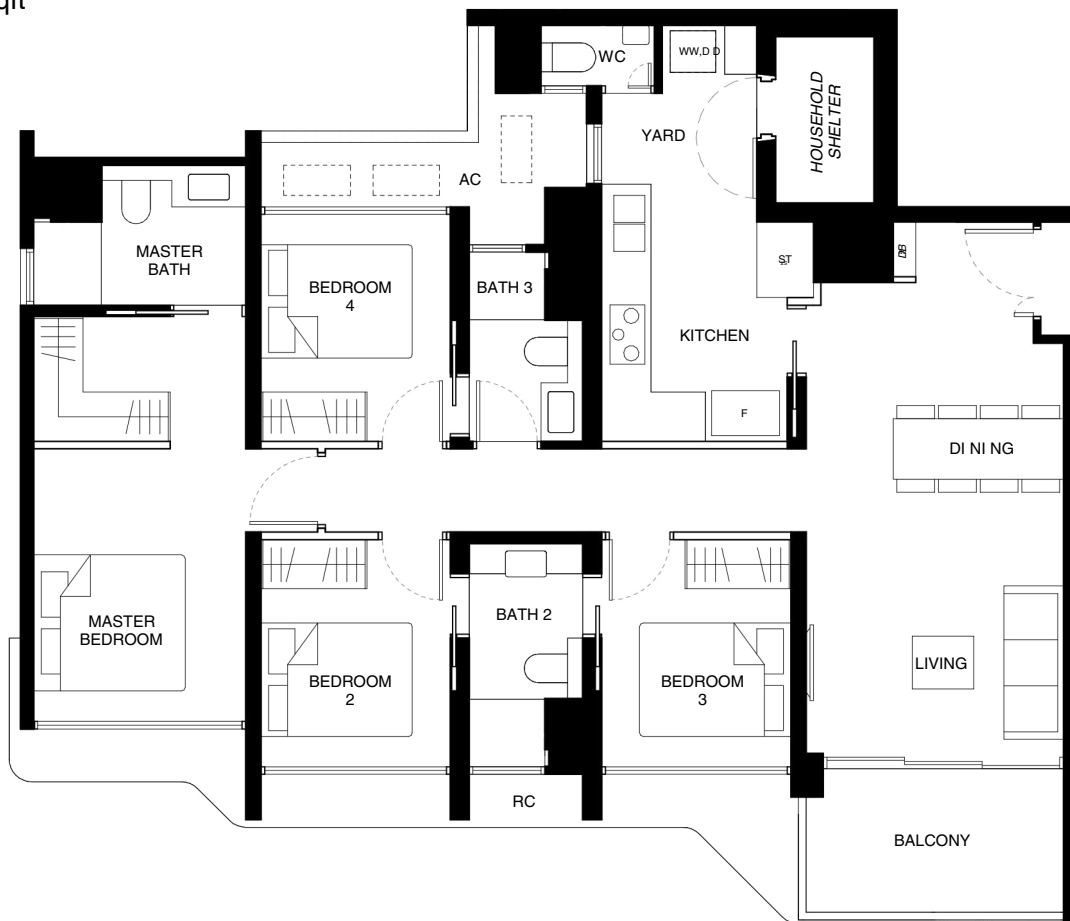 WC
YARD
HOUSEHOLD
SHELTER
AC
MASTER
BATH
BEDROOM
4
BATH 3
ST
DB
KITCHEN
F
DI NI NG
MASTER
BEDROOM
BATH 2
BEDROOM
2
BEDROOM
3
LIVING
RC
BALCONY